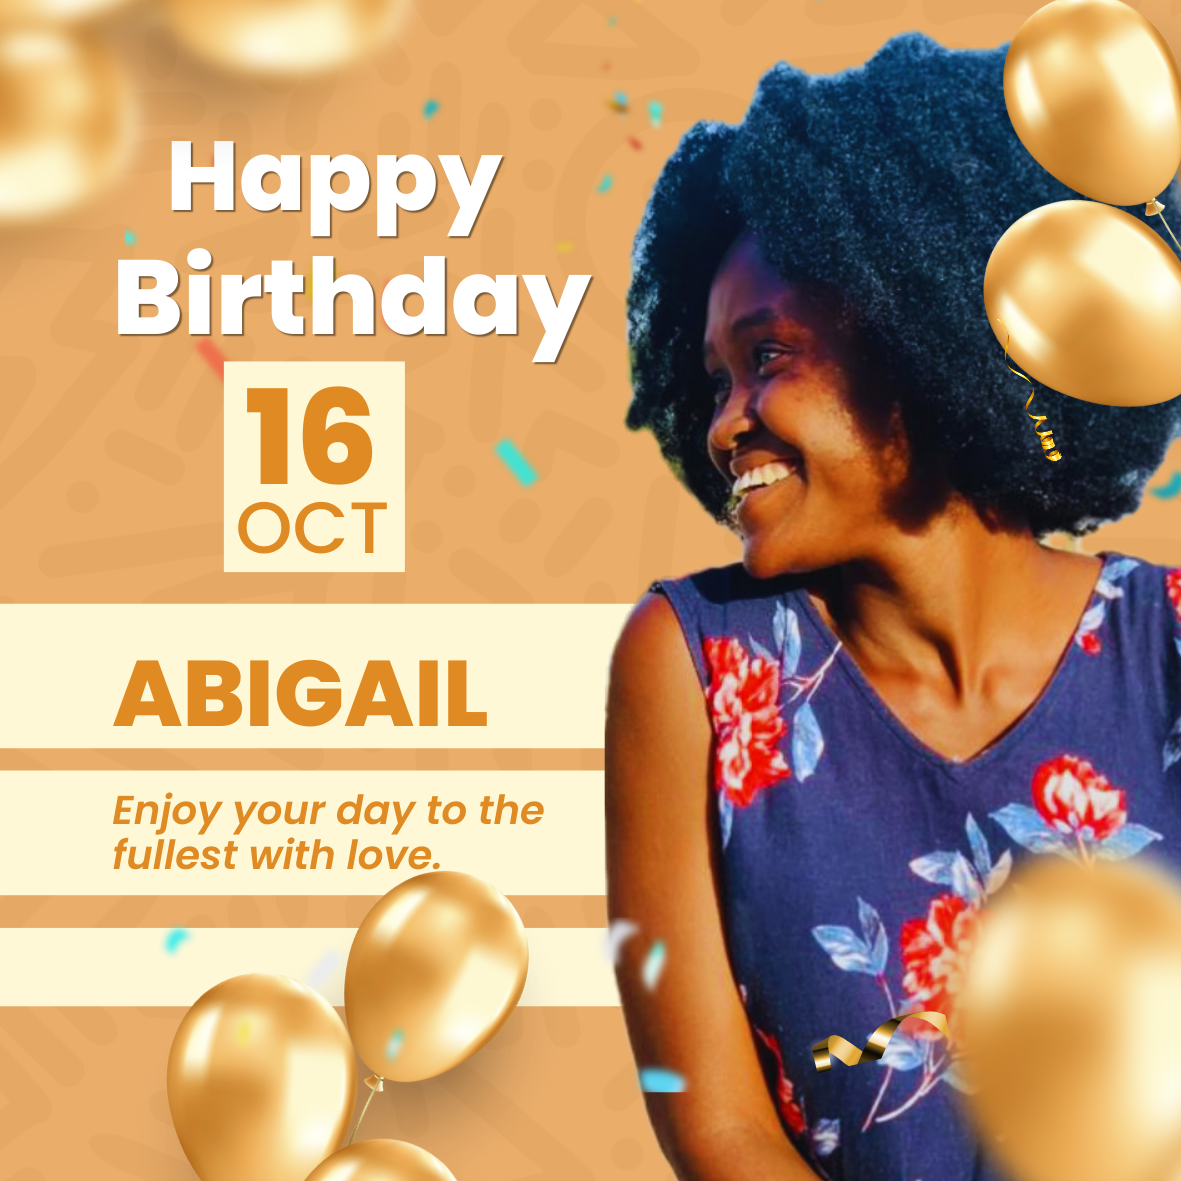 Happy
Birthday
16
OCT
ABIGAIL
Enjoy your day to the
fullest with love.